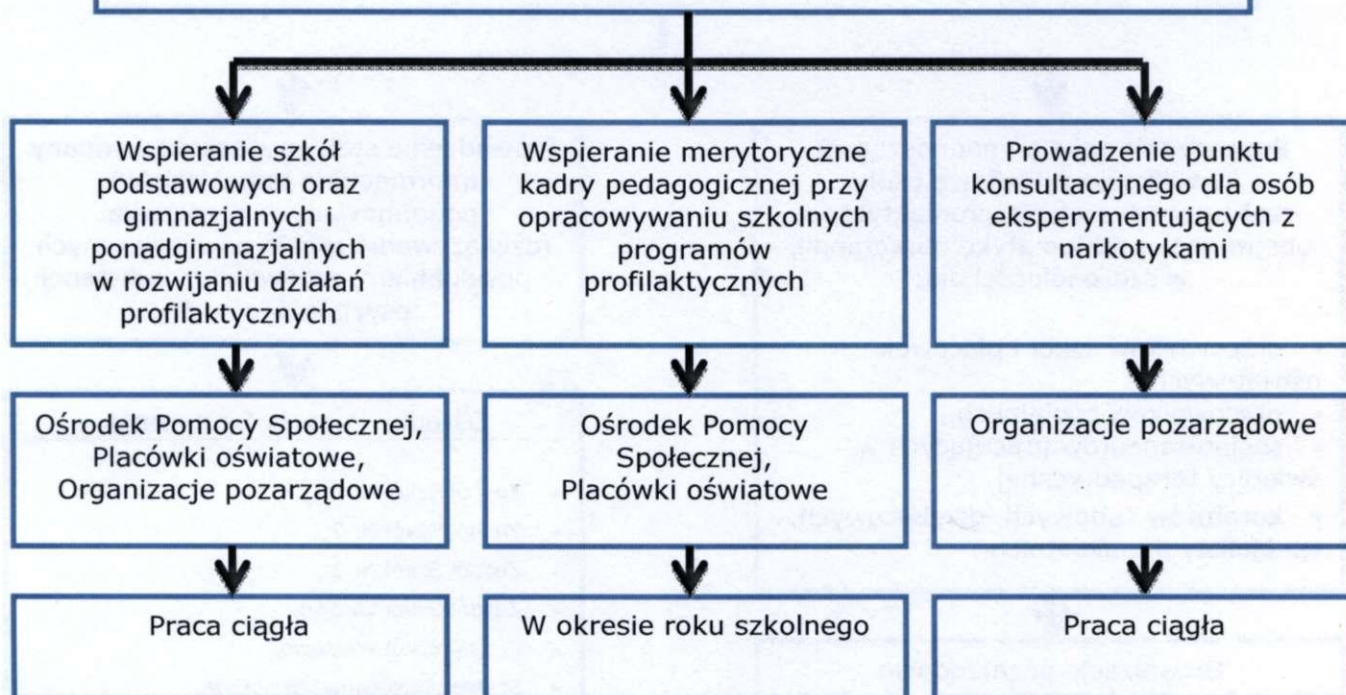 Wspieranie szkół
podstawowych oraz
gimnazjalnych i
ponadgimnazjalnych
w rozwijaniu działań
profilaktycznych
Wspieranie merytoryczne
kadry pedagogicznej przy
opracowywaniu szkolnych
programów
profilaktycznych
Prowadzenie punktu
konsultacyjnego dla osób
eksperymentujących z
narkotykami
Ośrodek Pomocy Społecznej,
Placówki oświatowe,
Organizacje pozarządowe
Ośrodek Pomocy
Społecznej,
Placówki oświatowe
Organizacje pozarządowe
Praca ciągła
W okresie roku szkolnego
Praca ciągła